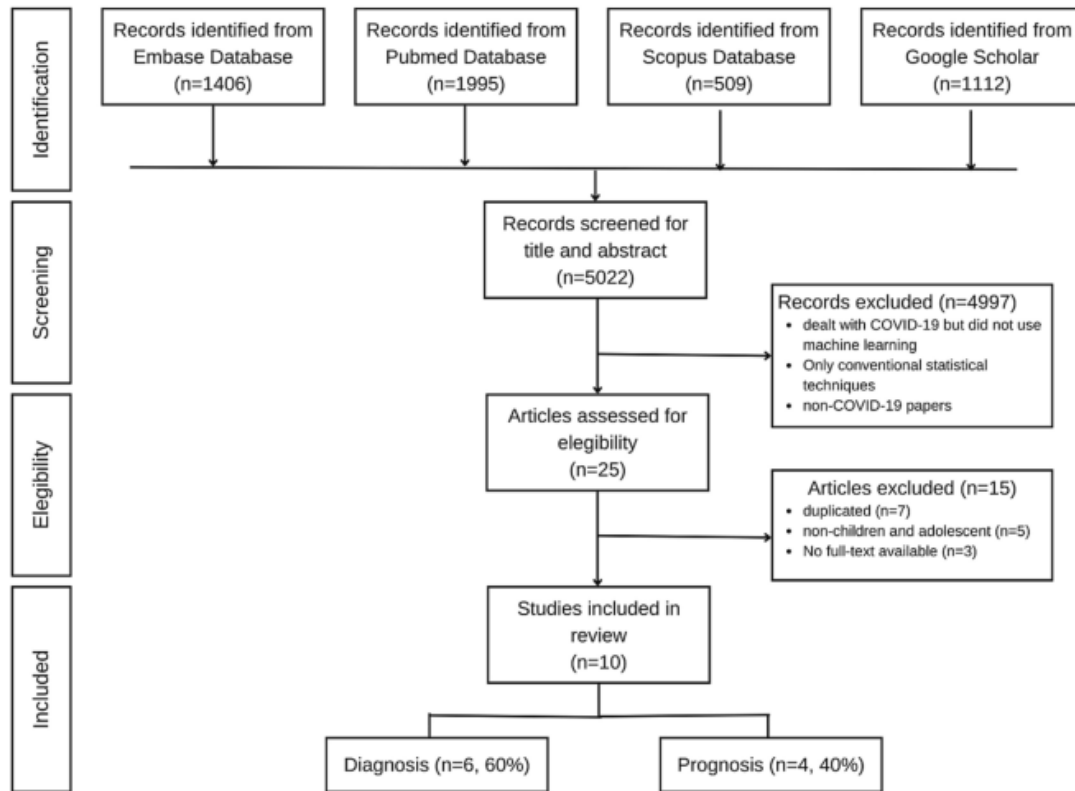 Identification
Records identified from
Embase Database
(n=1406)
Records identified from
Pubmed Database
(n=1995)
Records identified from
Scopus Database
(n=509)
Records identified from
Google Scholar
(n=1112)
Screening
Records screened for
title and abstract
(n=5022)
Records excluded (n=4997)
• dealt with COVID-19 but did not use
machine learning
• Only conventional statistical
techniques
• non-COVID-19 papers
Elegibility
Articles assessed for
elegibility
(n=25)
Articles excluded (n=15)
• duplicated (n=7)
• non-children and adolescent (n=5)
• No full-text available (n=3)
Included
Studies included in
review
(n=10)
Diagnosis (n=6, 60%)
Prognosis (n=4, 40%)